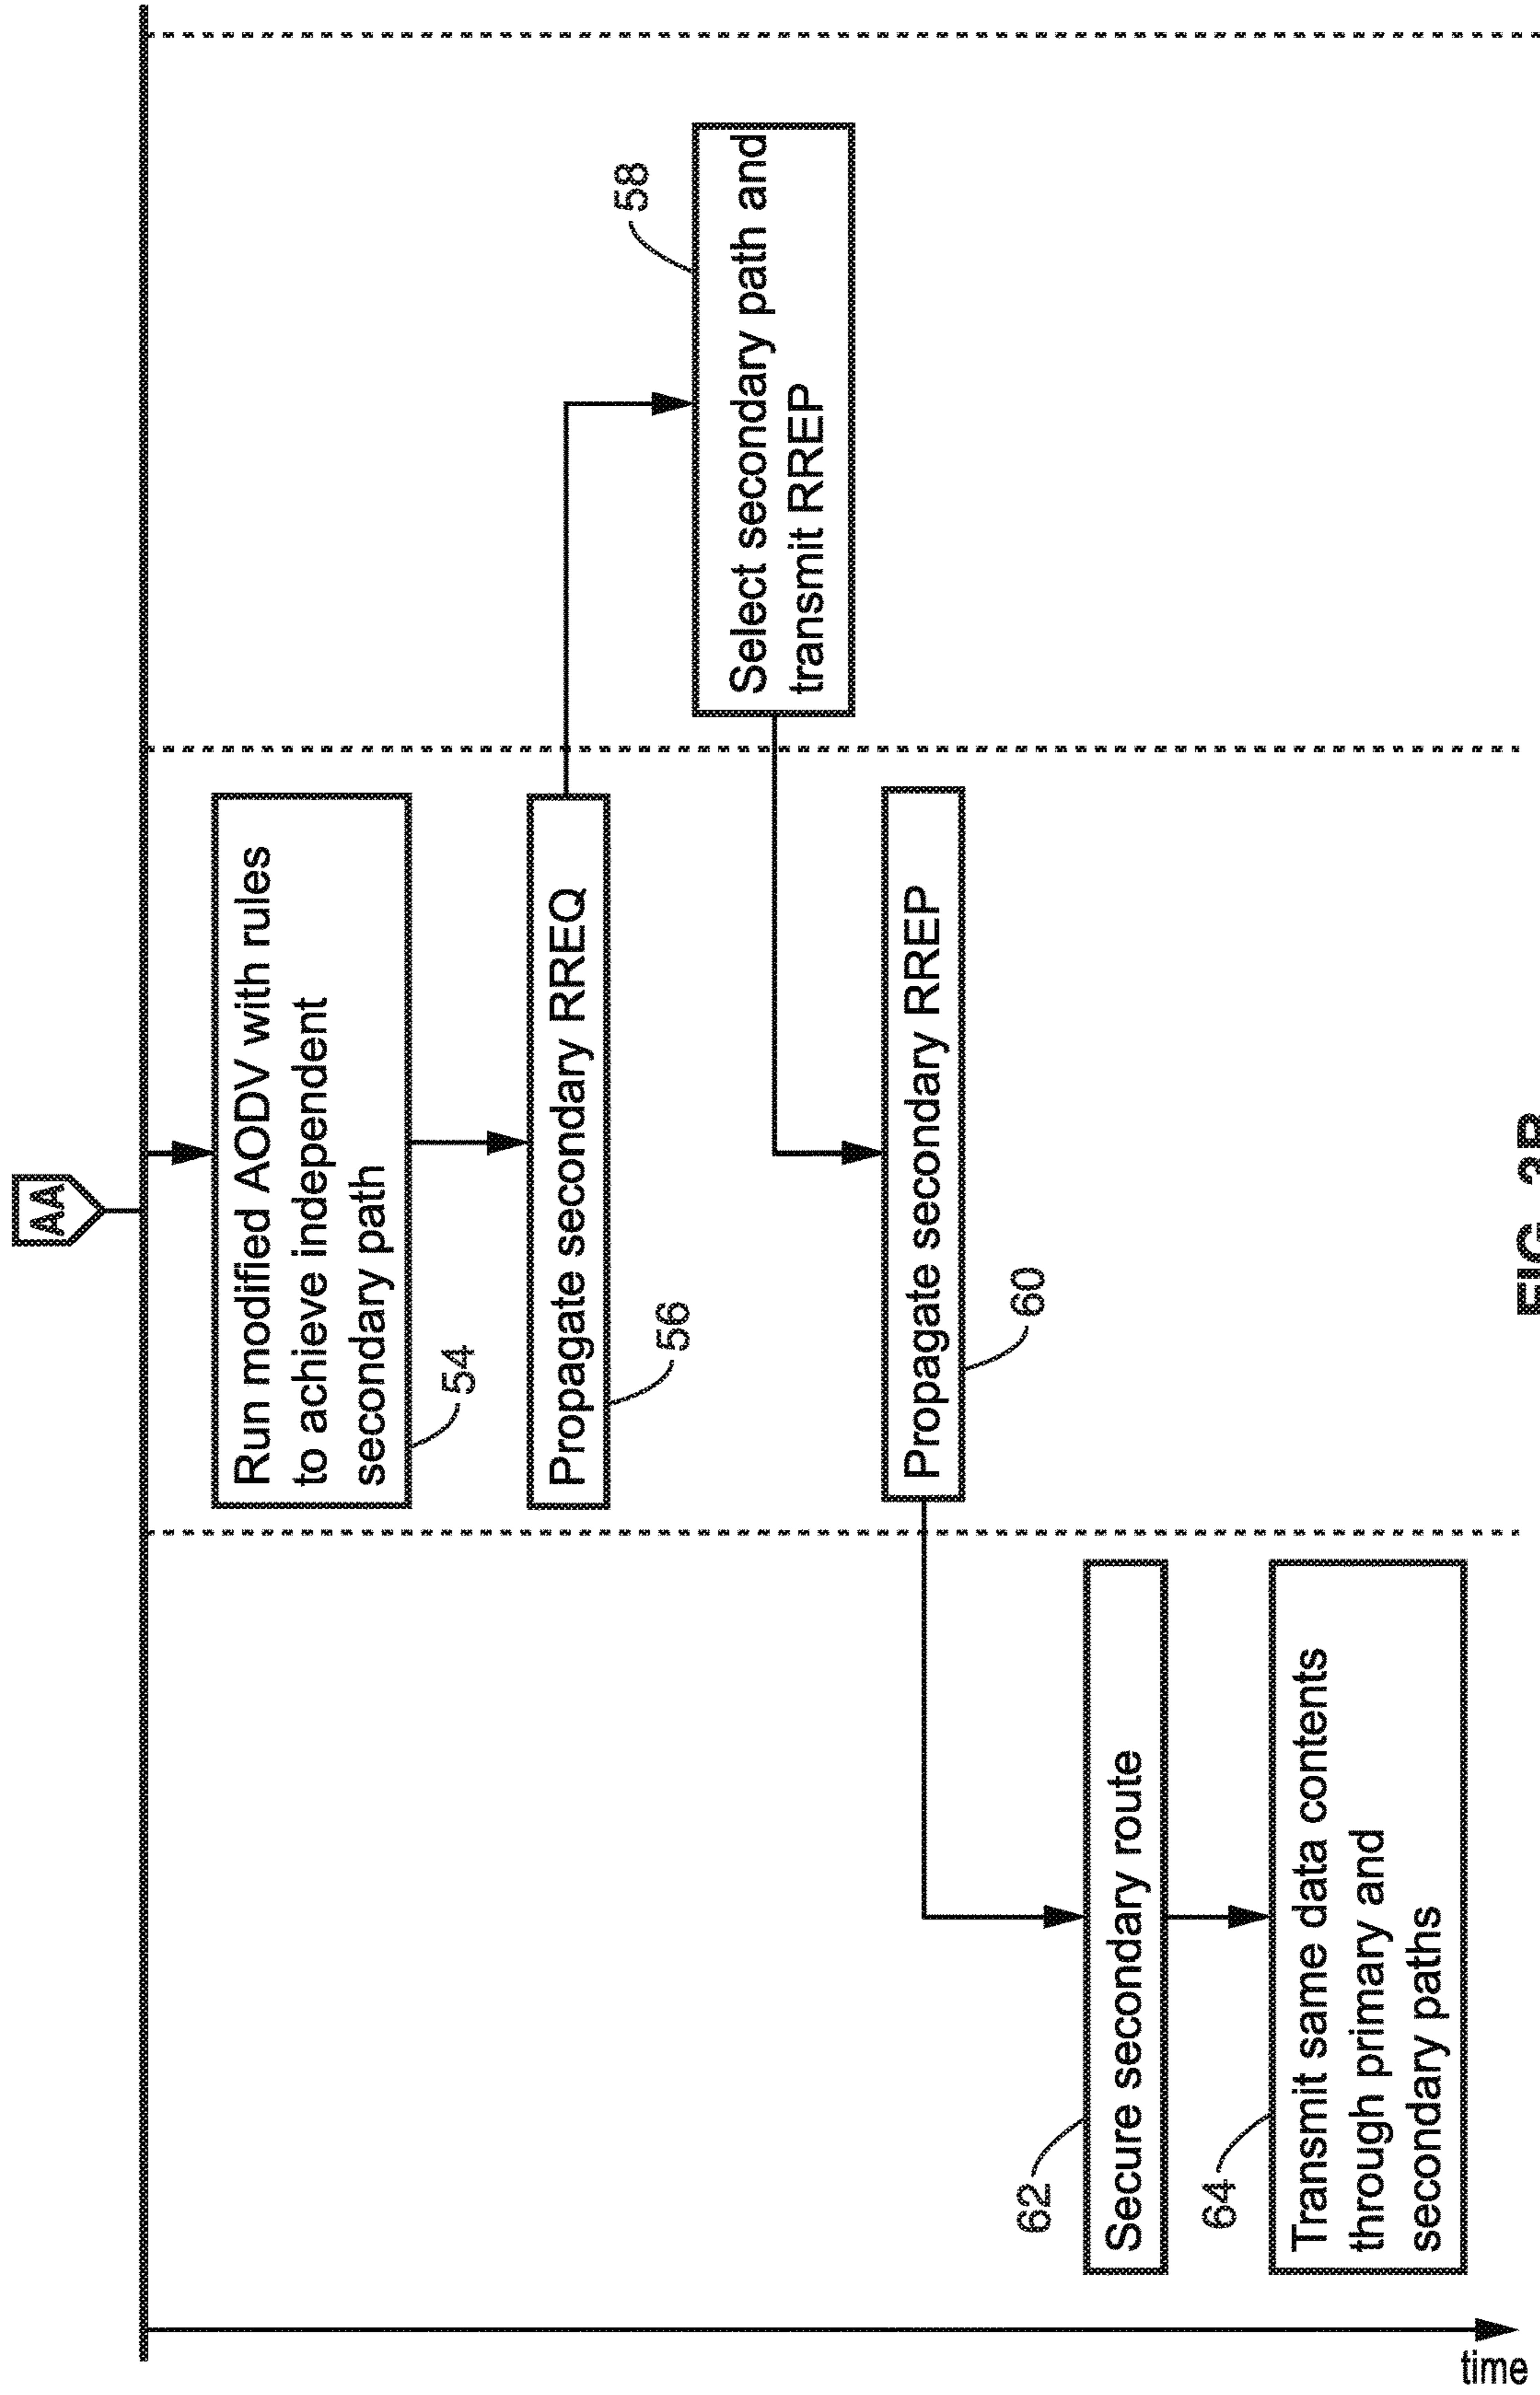 AA
Run modified AODV with rules
to achieve independent
secondary path
54
Propagate secondary RREQ
56
58
Select secondary path and
transmit RREP
Propagate secondary RREP
60
62
Secure secondary route
64
Transmit same data contents
through primary and
secondary paths
time
FIG. 3B